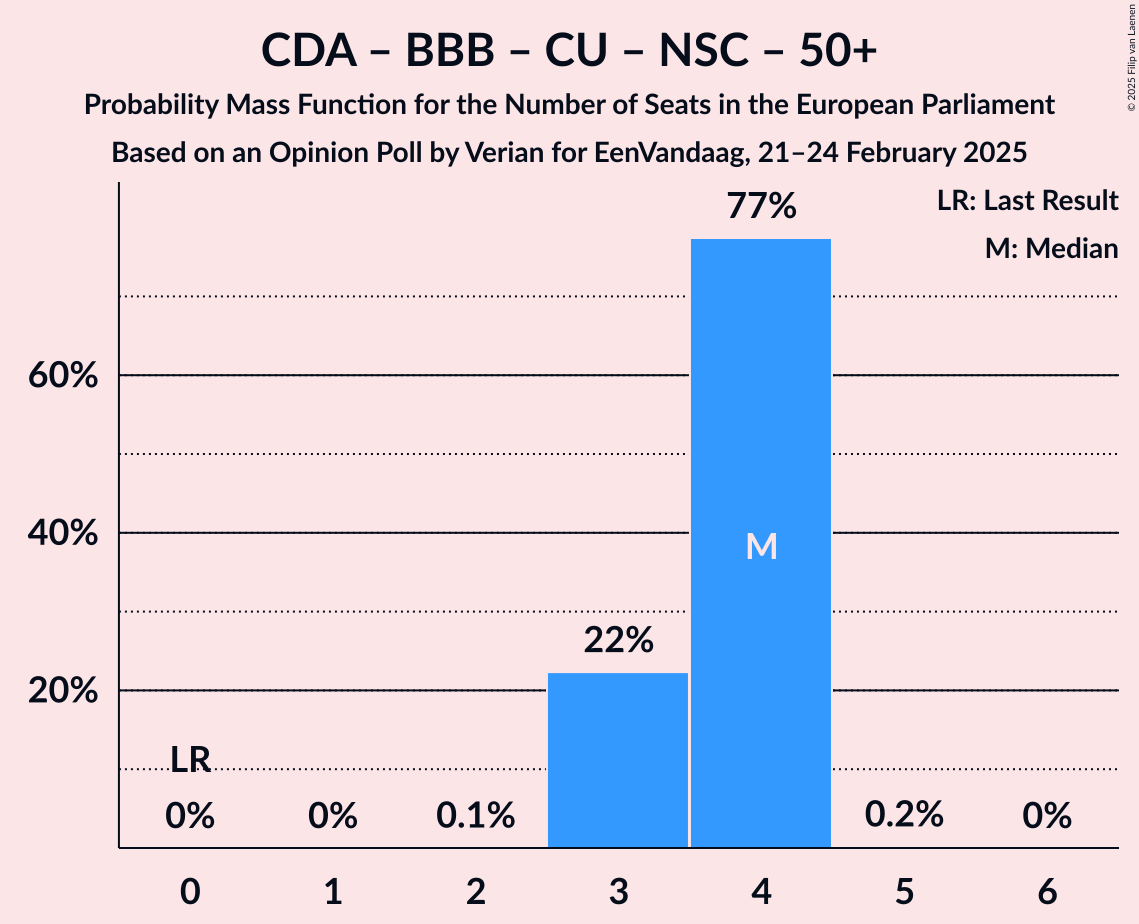 CDA – BBB – CU – NSC – 50+
Probability Mass Function for the Number of Seats in the European Parliament
Based on an Opinion Poll by Verian for EenVandaag, 21–24 February 2025
© 2025 Filip van Laenen
LR: Last Result
M: Median
77%
60%
40%
M
22%
20%
LR
0%
0%
0.1%
0.2%
0%
0
1
2
3
4
5
6